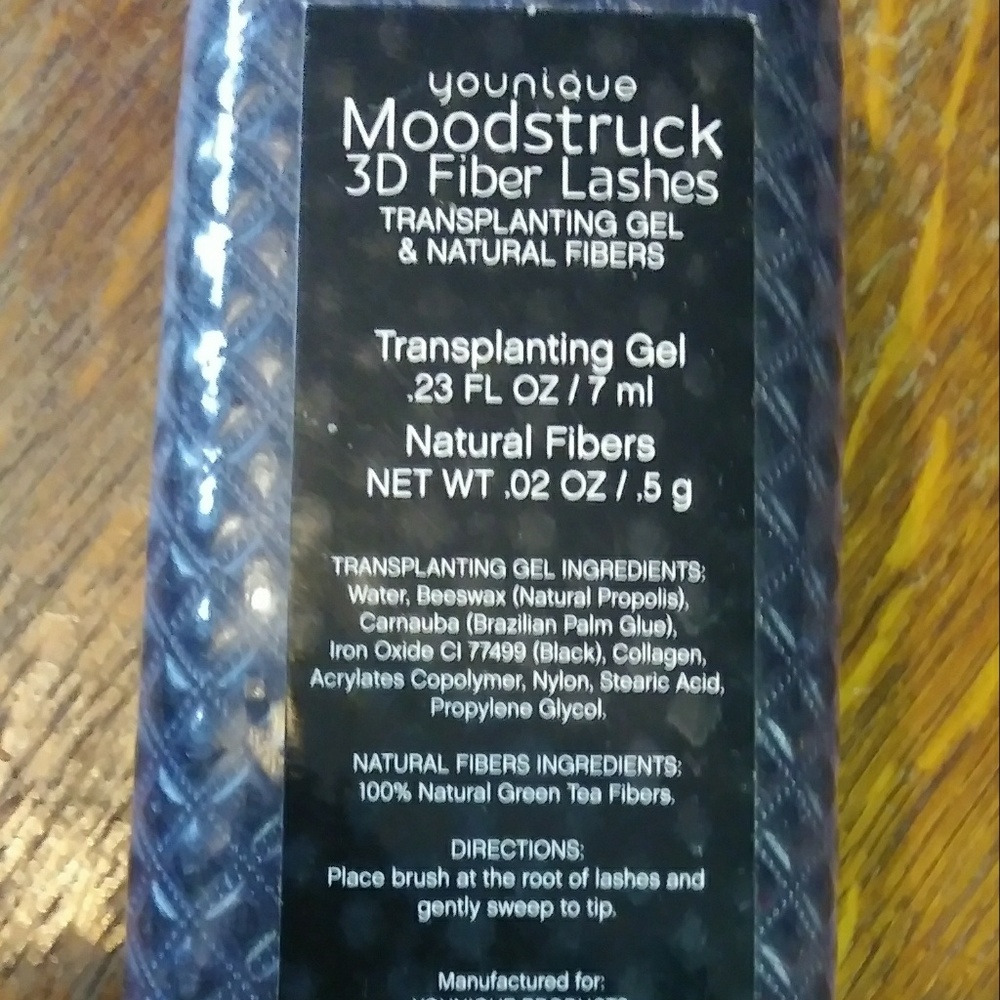 younique
Moodstruck
3D Fiber Lashes
TRANSPLANTING GEL
& NATURAL FIBERS
Transplanting Gel
.23 FL OZ / 7 ml
Natural Fibers
NET WT .02 OZ / .5 g
TRANSPLANTING GEL INGREDIENTS:
Water, Beeswax (Natural Propolis),
Carnauba (Brazilian Palm Glue),
Iron Oxide CI 77499 (Black), Collagen,
Acrylates Copolymer, Nylon, Stearic Acid,
Propylene Glycol.
NATURAL FIBERS INGREDIENTS:
100% Natural Green Tea Fibers.
DIRECTIONS:
Place brush at the root of lashes and
gently sweep to tip.
Manufactured for:
YOUNIQUE PRODUCTS